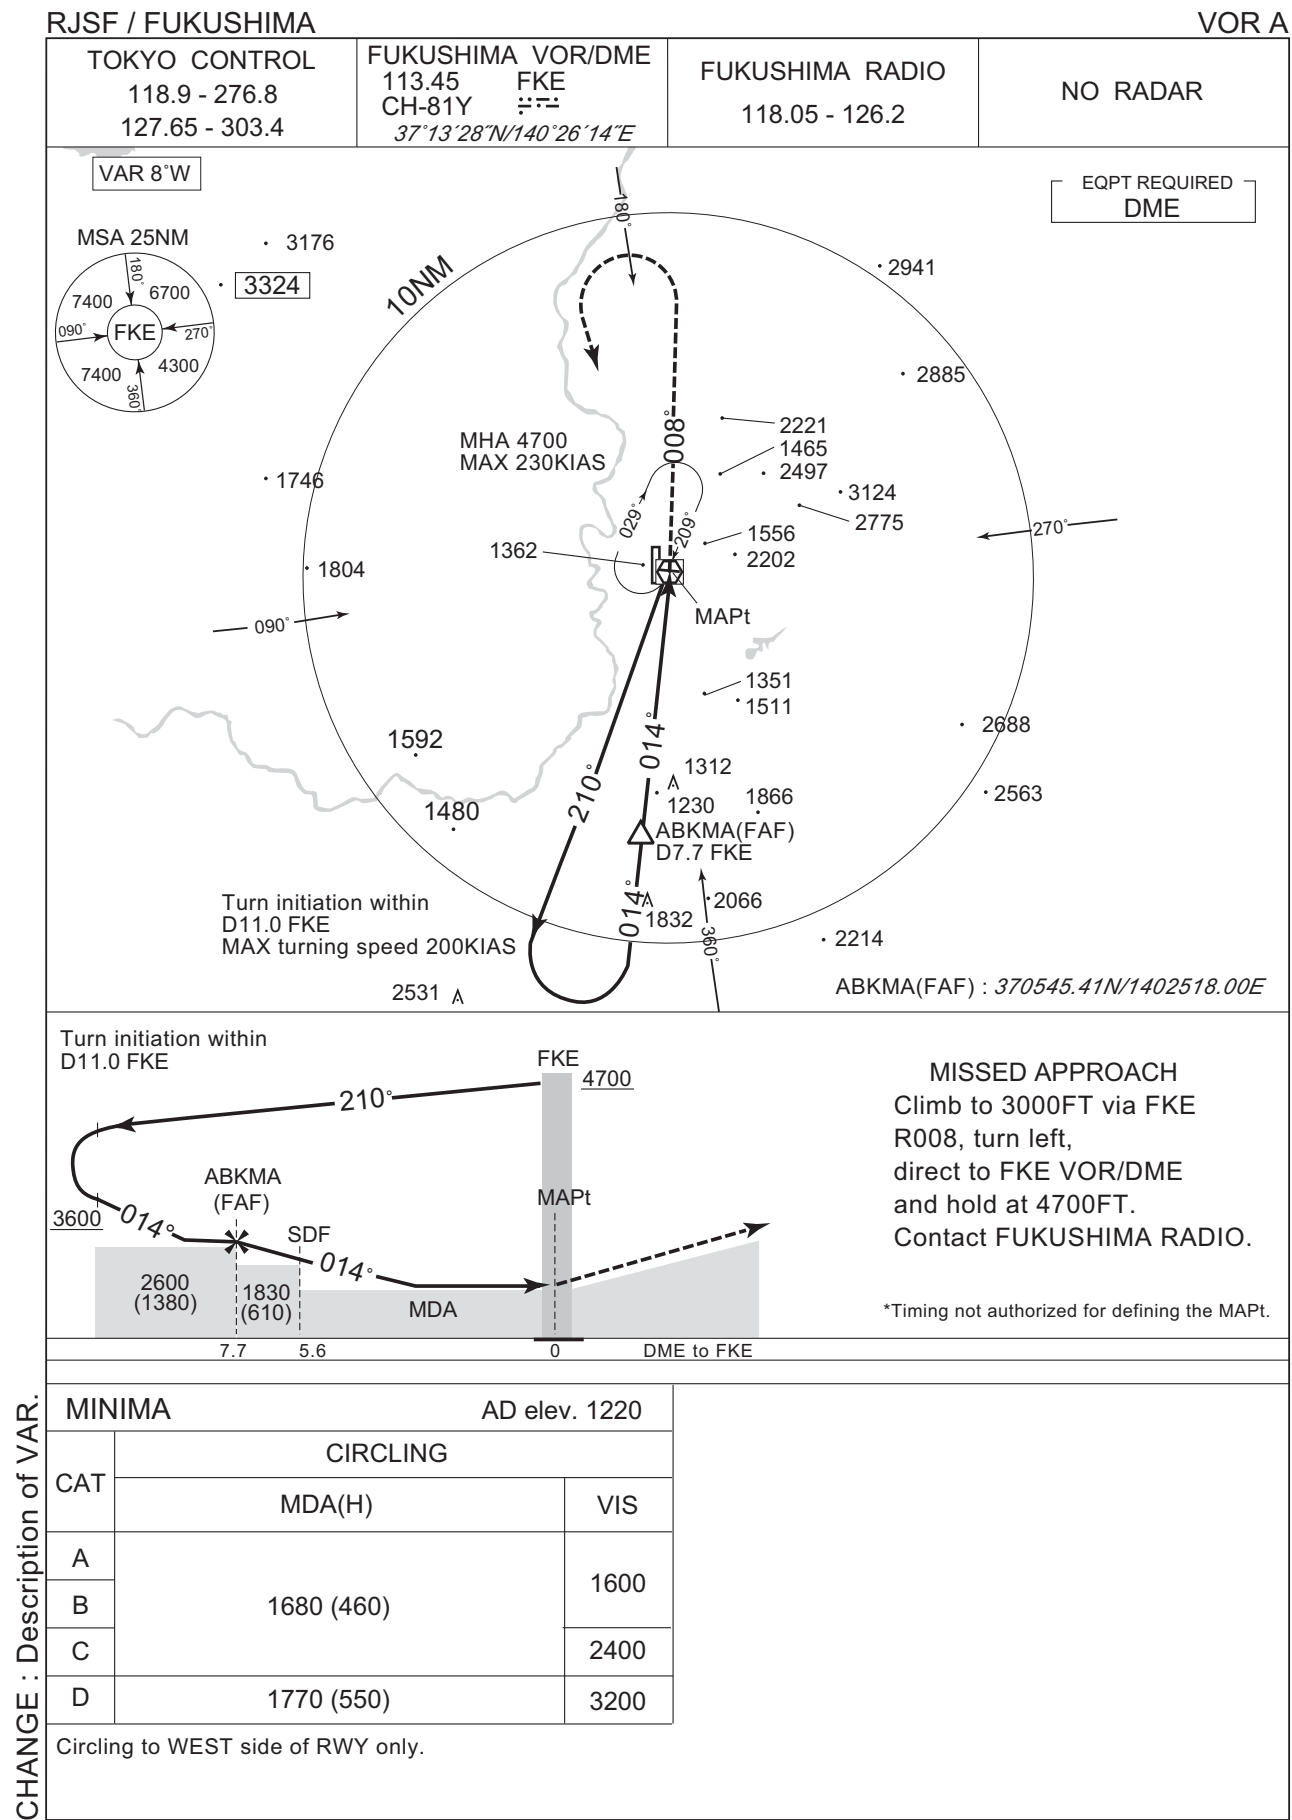 RJSF / FUKUSHIMA
VOR A
TOKYO CONTROL
118.9 - 276.8
127.65 - 303.4
FUKUSHIMA VOR/DME
113.45 FKE
CH-81Y
37°13´28˝N/140°26´14˝E
FUKUSHIMA RADIO
118.05 - 126.2
NO RADAR
VAR 8°W
EQPT REQUIRED
DME
MSA 25NM
180°
7400
6700
090°
FKE
270°
7400
4300
360°
3176
3324
10NM
180°
2941
2885
008°
MHA 4700
MAX 230KIAS
2221
1465
2497
3124
2775
1746
029°
209°
1556
2202
1362
1804
270°
090°
MAPt
1351
1511
2688
1592
014°
1312
1230
1866
2563
1480
210°
ABKMA(FAF)
D7.7 FKE
014°
1832
2066
360°
2214
Turn initiation within
D11.0 FKE
MAX turning speed 200KIAS
2531
ABKMA(FAF) : 370545.41N/1402518.00E
Turn initiation within
D11.0 FKE
FKE
4700
210°
ABKMA
(FAF)
MAPt
3600
014°
SDF
014°
2600
(1380)
1830
(610)
MDA
7.7
5.6
0
DME to FKE
MISSED APPROACH
Climb to 3000FT via FKE
R008, turn left,
direct to FKE VOR/DME
and hold at 4700FT.
Contact FUKUSHIMA RADIO.
*Timing not authorized for defining the MAPt.
MINIMA
AD elev. 1220
CAT
CIRCLING
MDA(H)
VIS
A
B
C
D
1680 (460)
1600
2400
1770 (550)
3200
Circling to WEST side of RWY only.
CHANGE : Description of VAR.